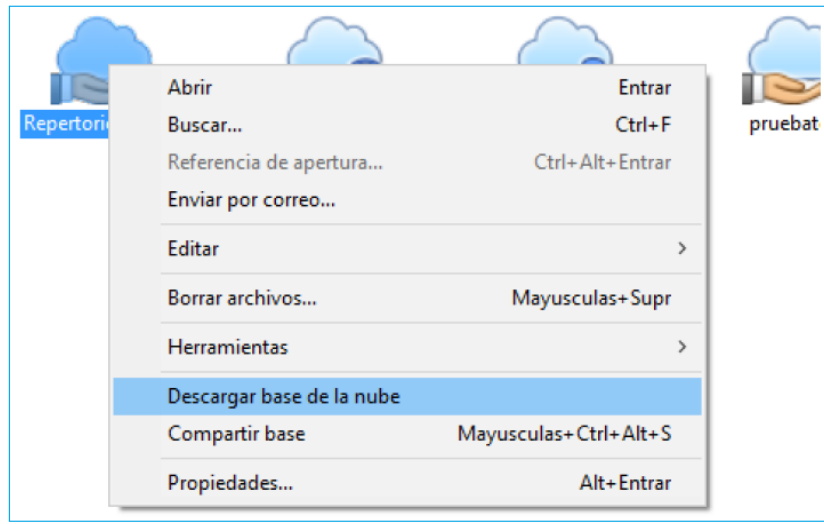 Abrir Entrar
Repertori
Buscar... Ctrl+F
pruebat
Referencia de apertura... Ctrl+Alt+Entrar
Enviar por correo...
Editar
Borrar archivos... Mayusculas+Supr
Herramientas
Descargar base de la nube
Compartir base Mayusculas+Ctrl+Alt+S
Propiedades... Alt+Entrar